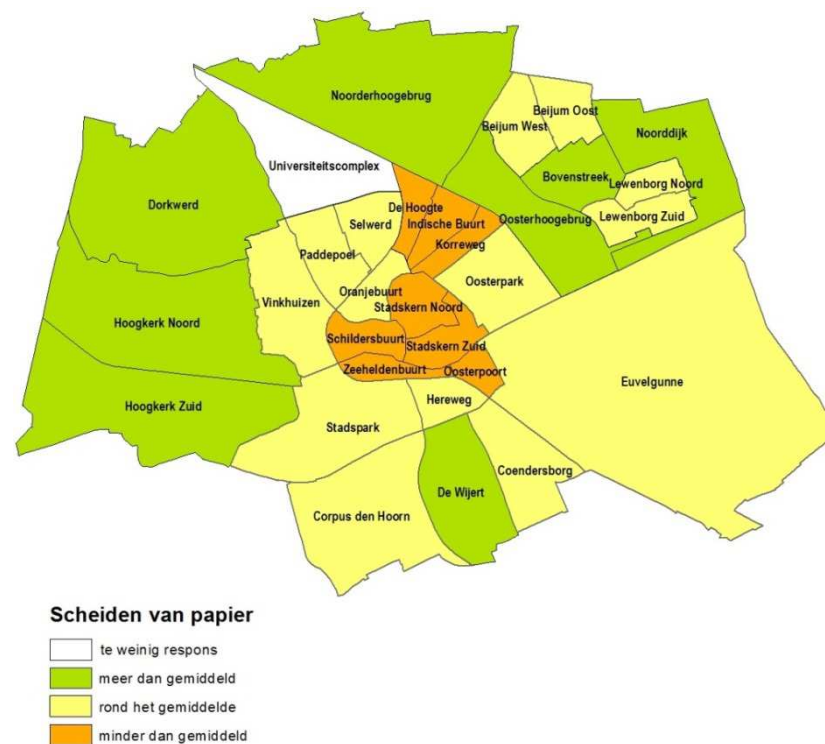 Noorderhoogebrug
Beijum Oost
Beijum West
Noorddijk
Universiteitscomplex
Bovenstreek
Lewenborg Noord
Dorkwerd
De Hoogte
Lewenborg Zuid
Selwerd
Indische Buurt
Oosterhoogebrug
Korreweg
Paddepoel
Oosterpark
Oranjebuurt
Vinkhuizen
Stadskern Noord
Hoogkerk Noord
Schildersbuurt
Stadskern Zuid
Zeeheldenbuurt
Oosterpoort
Euvelgunne
Hereweg
Hoogkerk Zuid
Stadspark
Coendersborg
De Wijert
Corpus den Hoorn
Scheiden van papier
te weinig respons
meer dan gemiddeld
rond het gemiddelde
minder dan gemiddeld